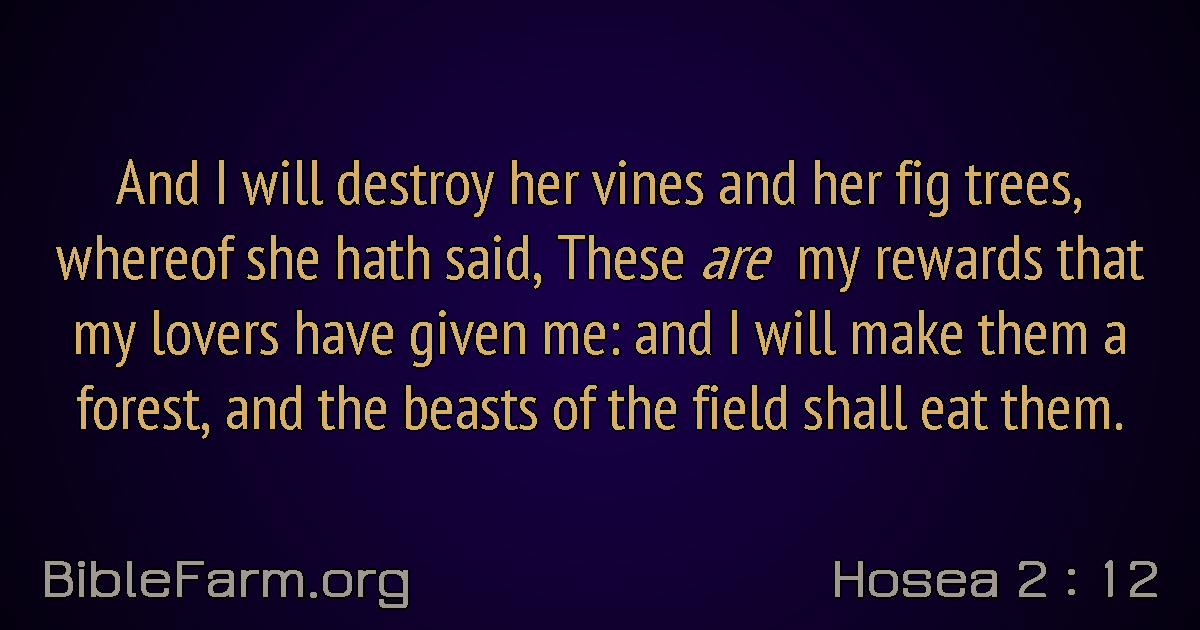 And I will destroy her vines and her fig trees,
whereof she hath said, These are my rewards that
my lovers have given me: and I will make them a
forest, and the beasts of the field shall eat them.
BibleFarm.org
Hosea 2 : 12